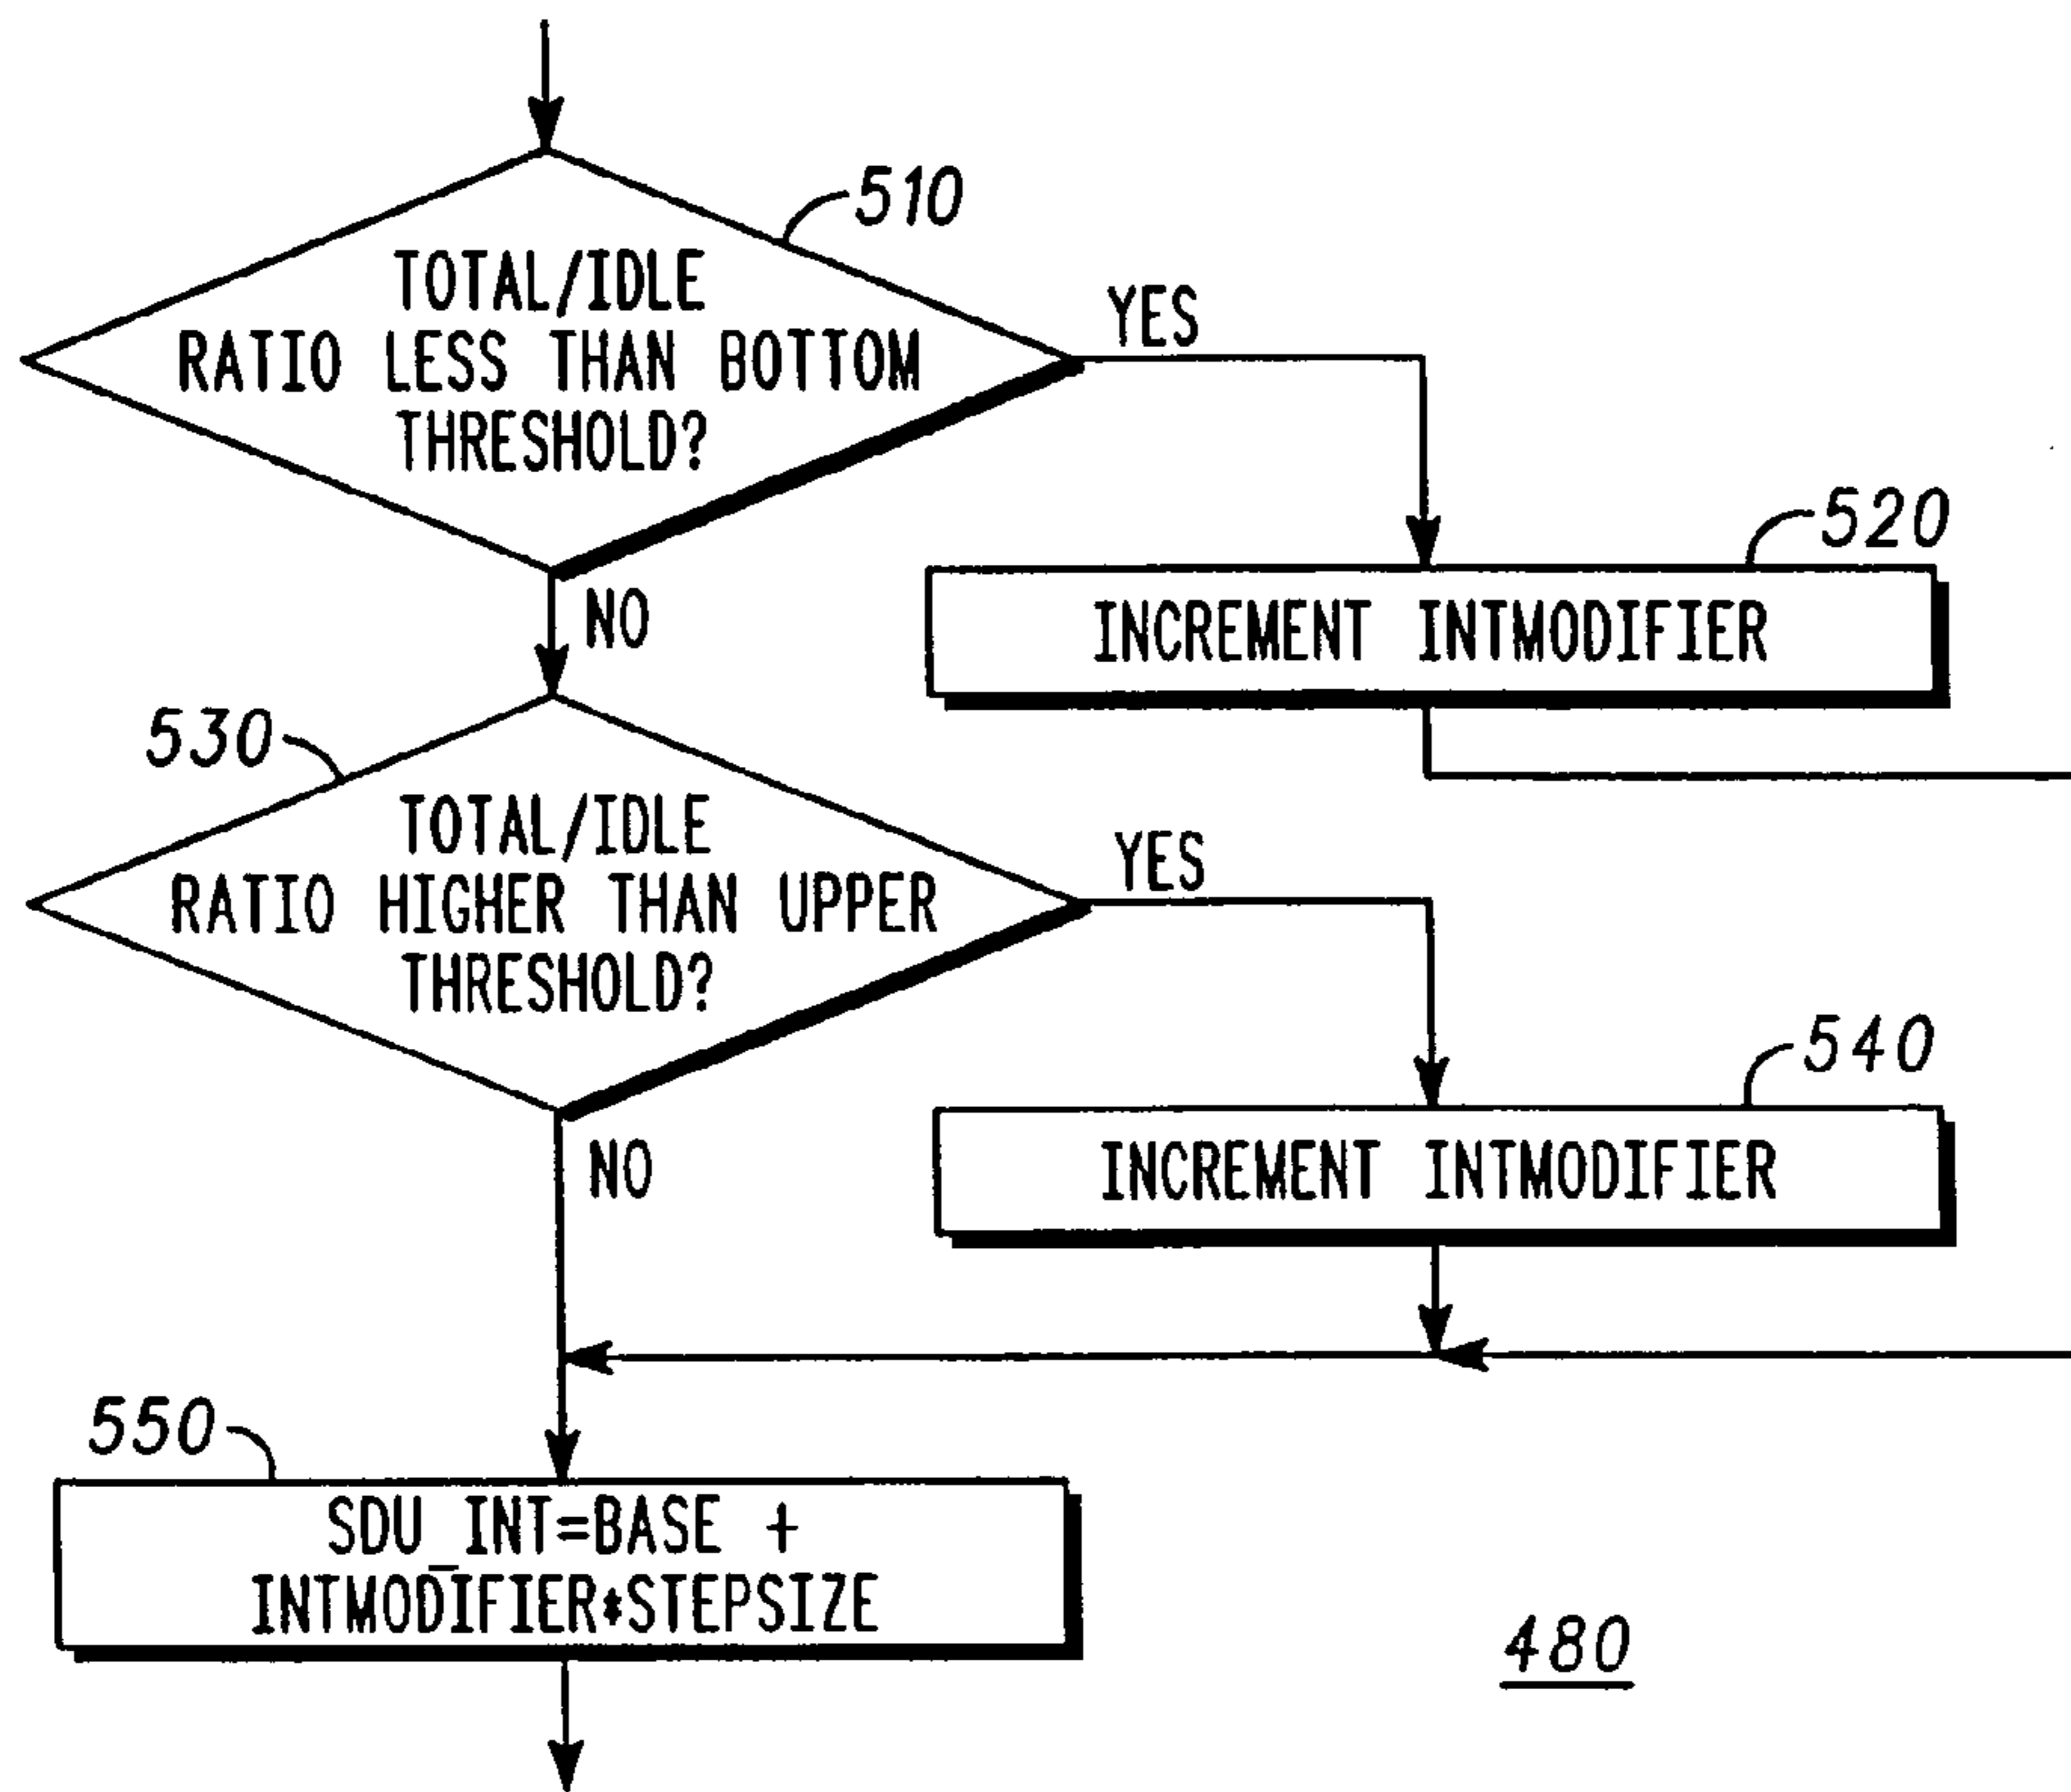 510
TOTAL/IDLE
RATIO LESS THAN BOTTOM
THRESHOLD?
YES
520
INCREMENT INTMODIFIER
NO
530
TOTAL/IDLE
RATIO HIGHER THAN UPPER
THRESHOLD?
YES
540
INCREMENT INTMODIFIER
NO
550
SDU_INT=BASE +
INTMODIFIER*STEPSIZE
480